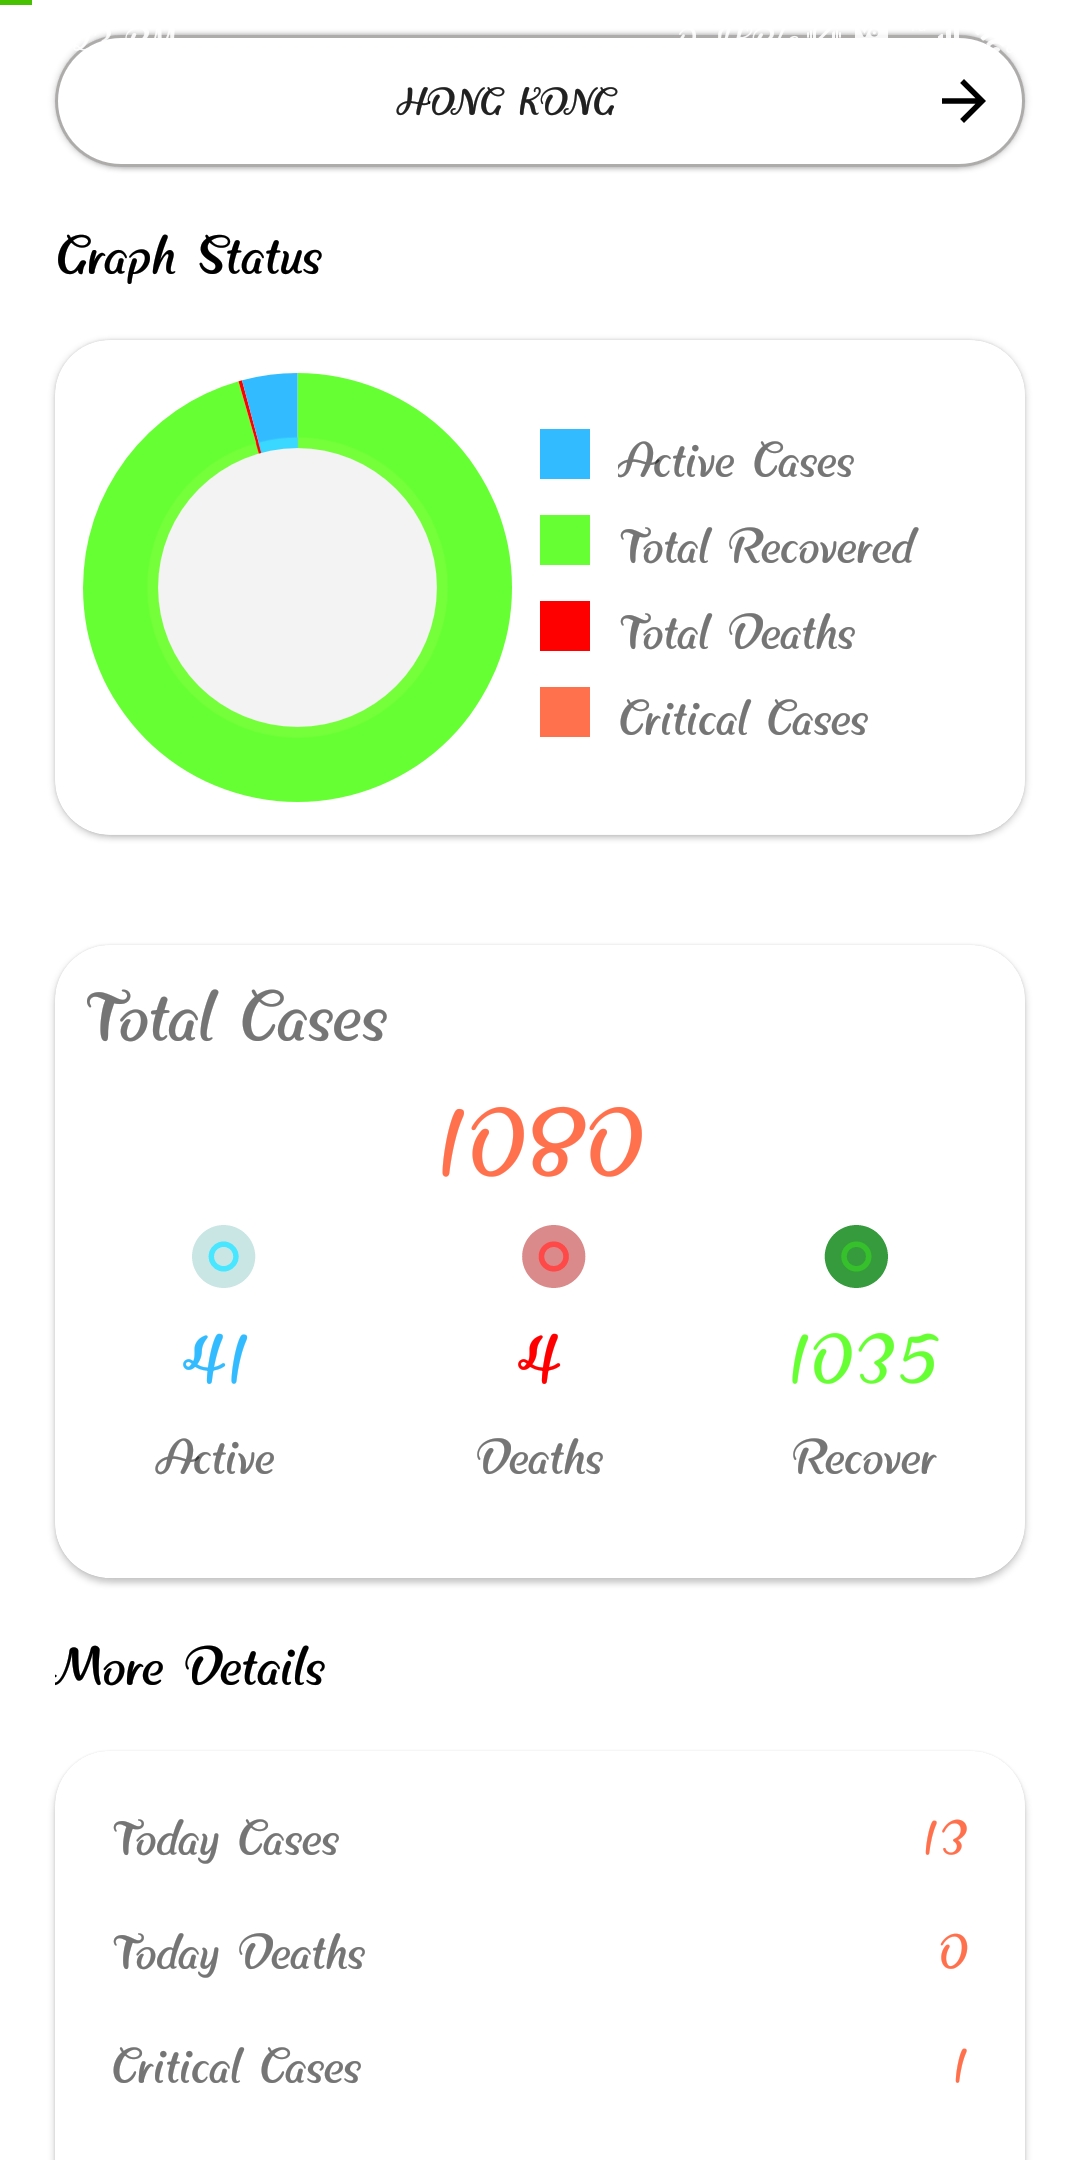 HONG KONG
Graph Status
Active Cases
Total Recovered
Total Deaths
Critical Cases
Total Cases
1080
41 4 1035
Active Deaths Recover
More Details
Today Cases 13
Today Deaths 0
Critical Cases 1